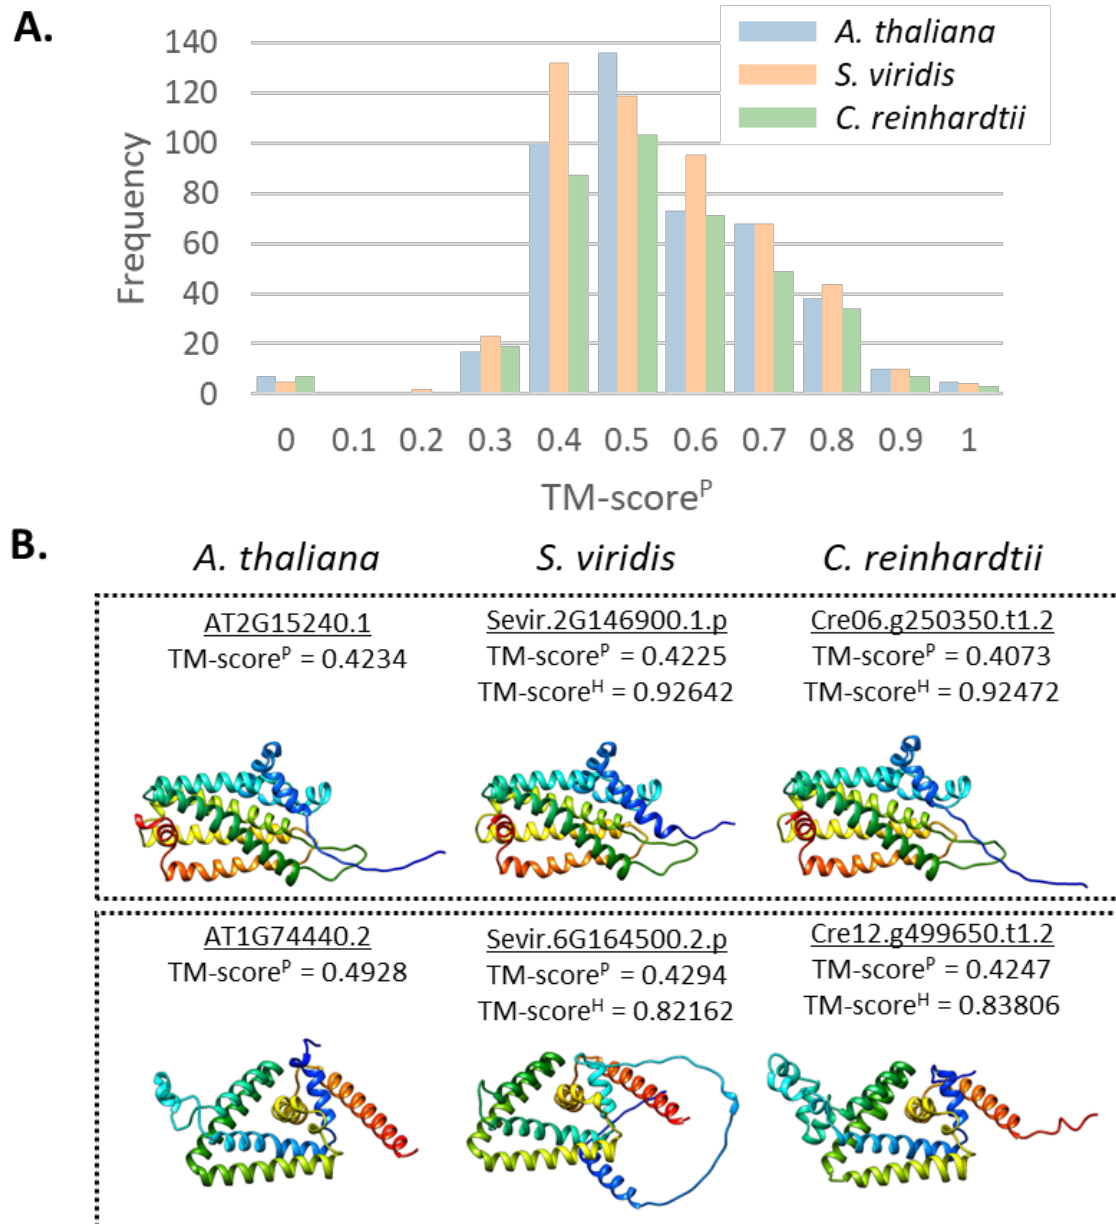 A.
140
120
100
80
60
40
20
0
Frequency
A. thaliana
S. viridis
C. reinhardtii
0 0.1 0.2 0.3 0.4 0.5 0.6 0.7 0.8 0.9 1
TM-scoreᴾ
B.
A. thaliana S. viridis C. reinhardtii
AT2G15240.1
TM-scoreᴾ = 0.4234
Sevir.2G146900.1.p
TM-scoreᴾ = 0.4225
TM-scoreᴴ = 0.92642
Cre06.g250350.t1.2
TM-scoreᴾ = 0.4073
TM-scoreᴴ = 0.92472
AT1G74440.2
TM-scoreᴾ = 0.4928
Sevir.6G164500.2.p
TM-scoreᴾ = 0.4294
TM-scoreᴴ = 0.82162
Cre12.g499650.t1.2
TM-scoreᴾ = 0.4247
TM-scoreᴴ = 0.83806